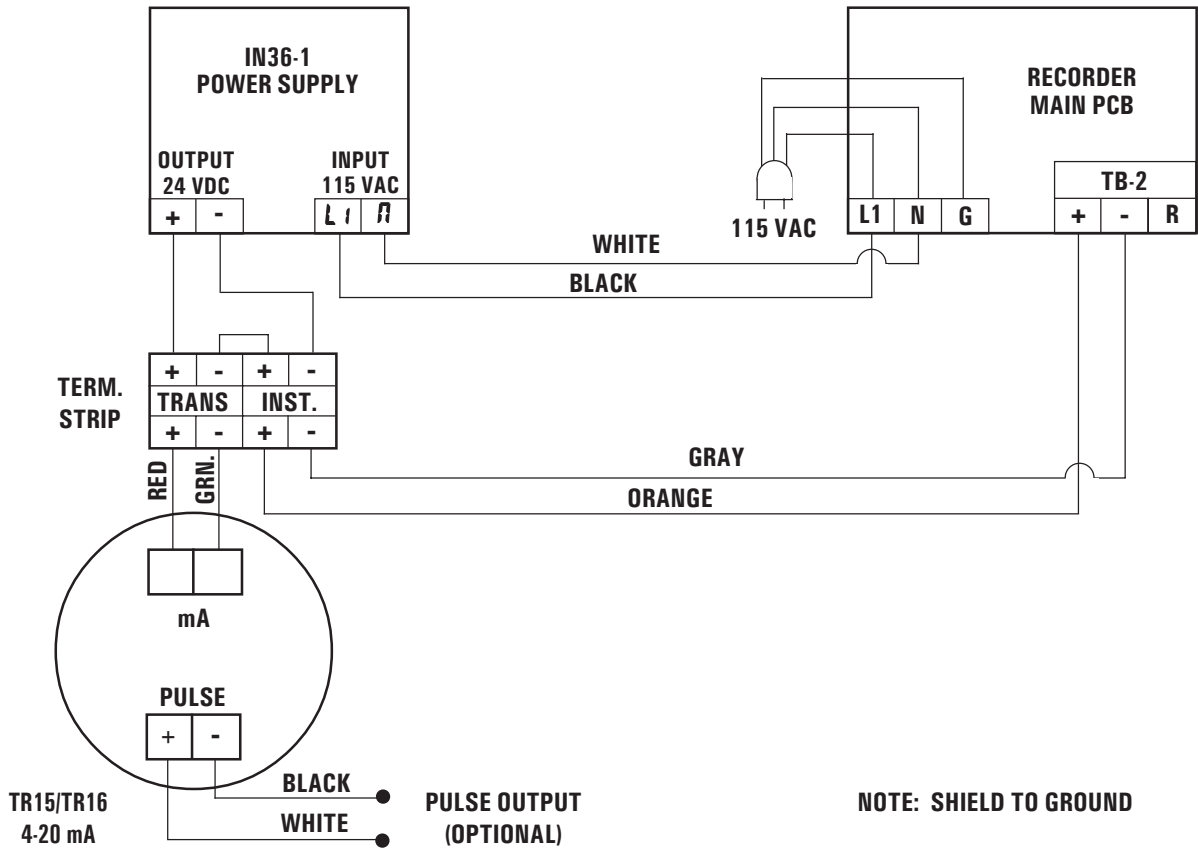 IN36-1
POWER SUPPLY
OUTPUT
24 VDC
INPUT
115 VAC
+ -
L1 N
RECORDER
MAIN PCB
TB-2
L1 N G
+ - R
115 VAC
WHITE
BLACK
TERM.
STRIP
+ - + -
TRANS INST.
+ - + -
RED
GRN.
GRAY
ORANGE
mA
PULSE
+ -
BLACK
WHITE
TR15/TR16
4-20 mA
PULSE OUTPUT
(OPTIONAL)
NOTE: SHIELD TO GROUND